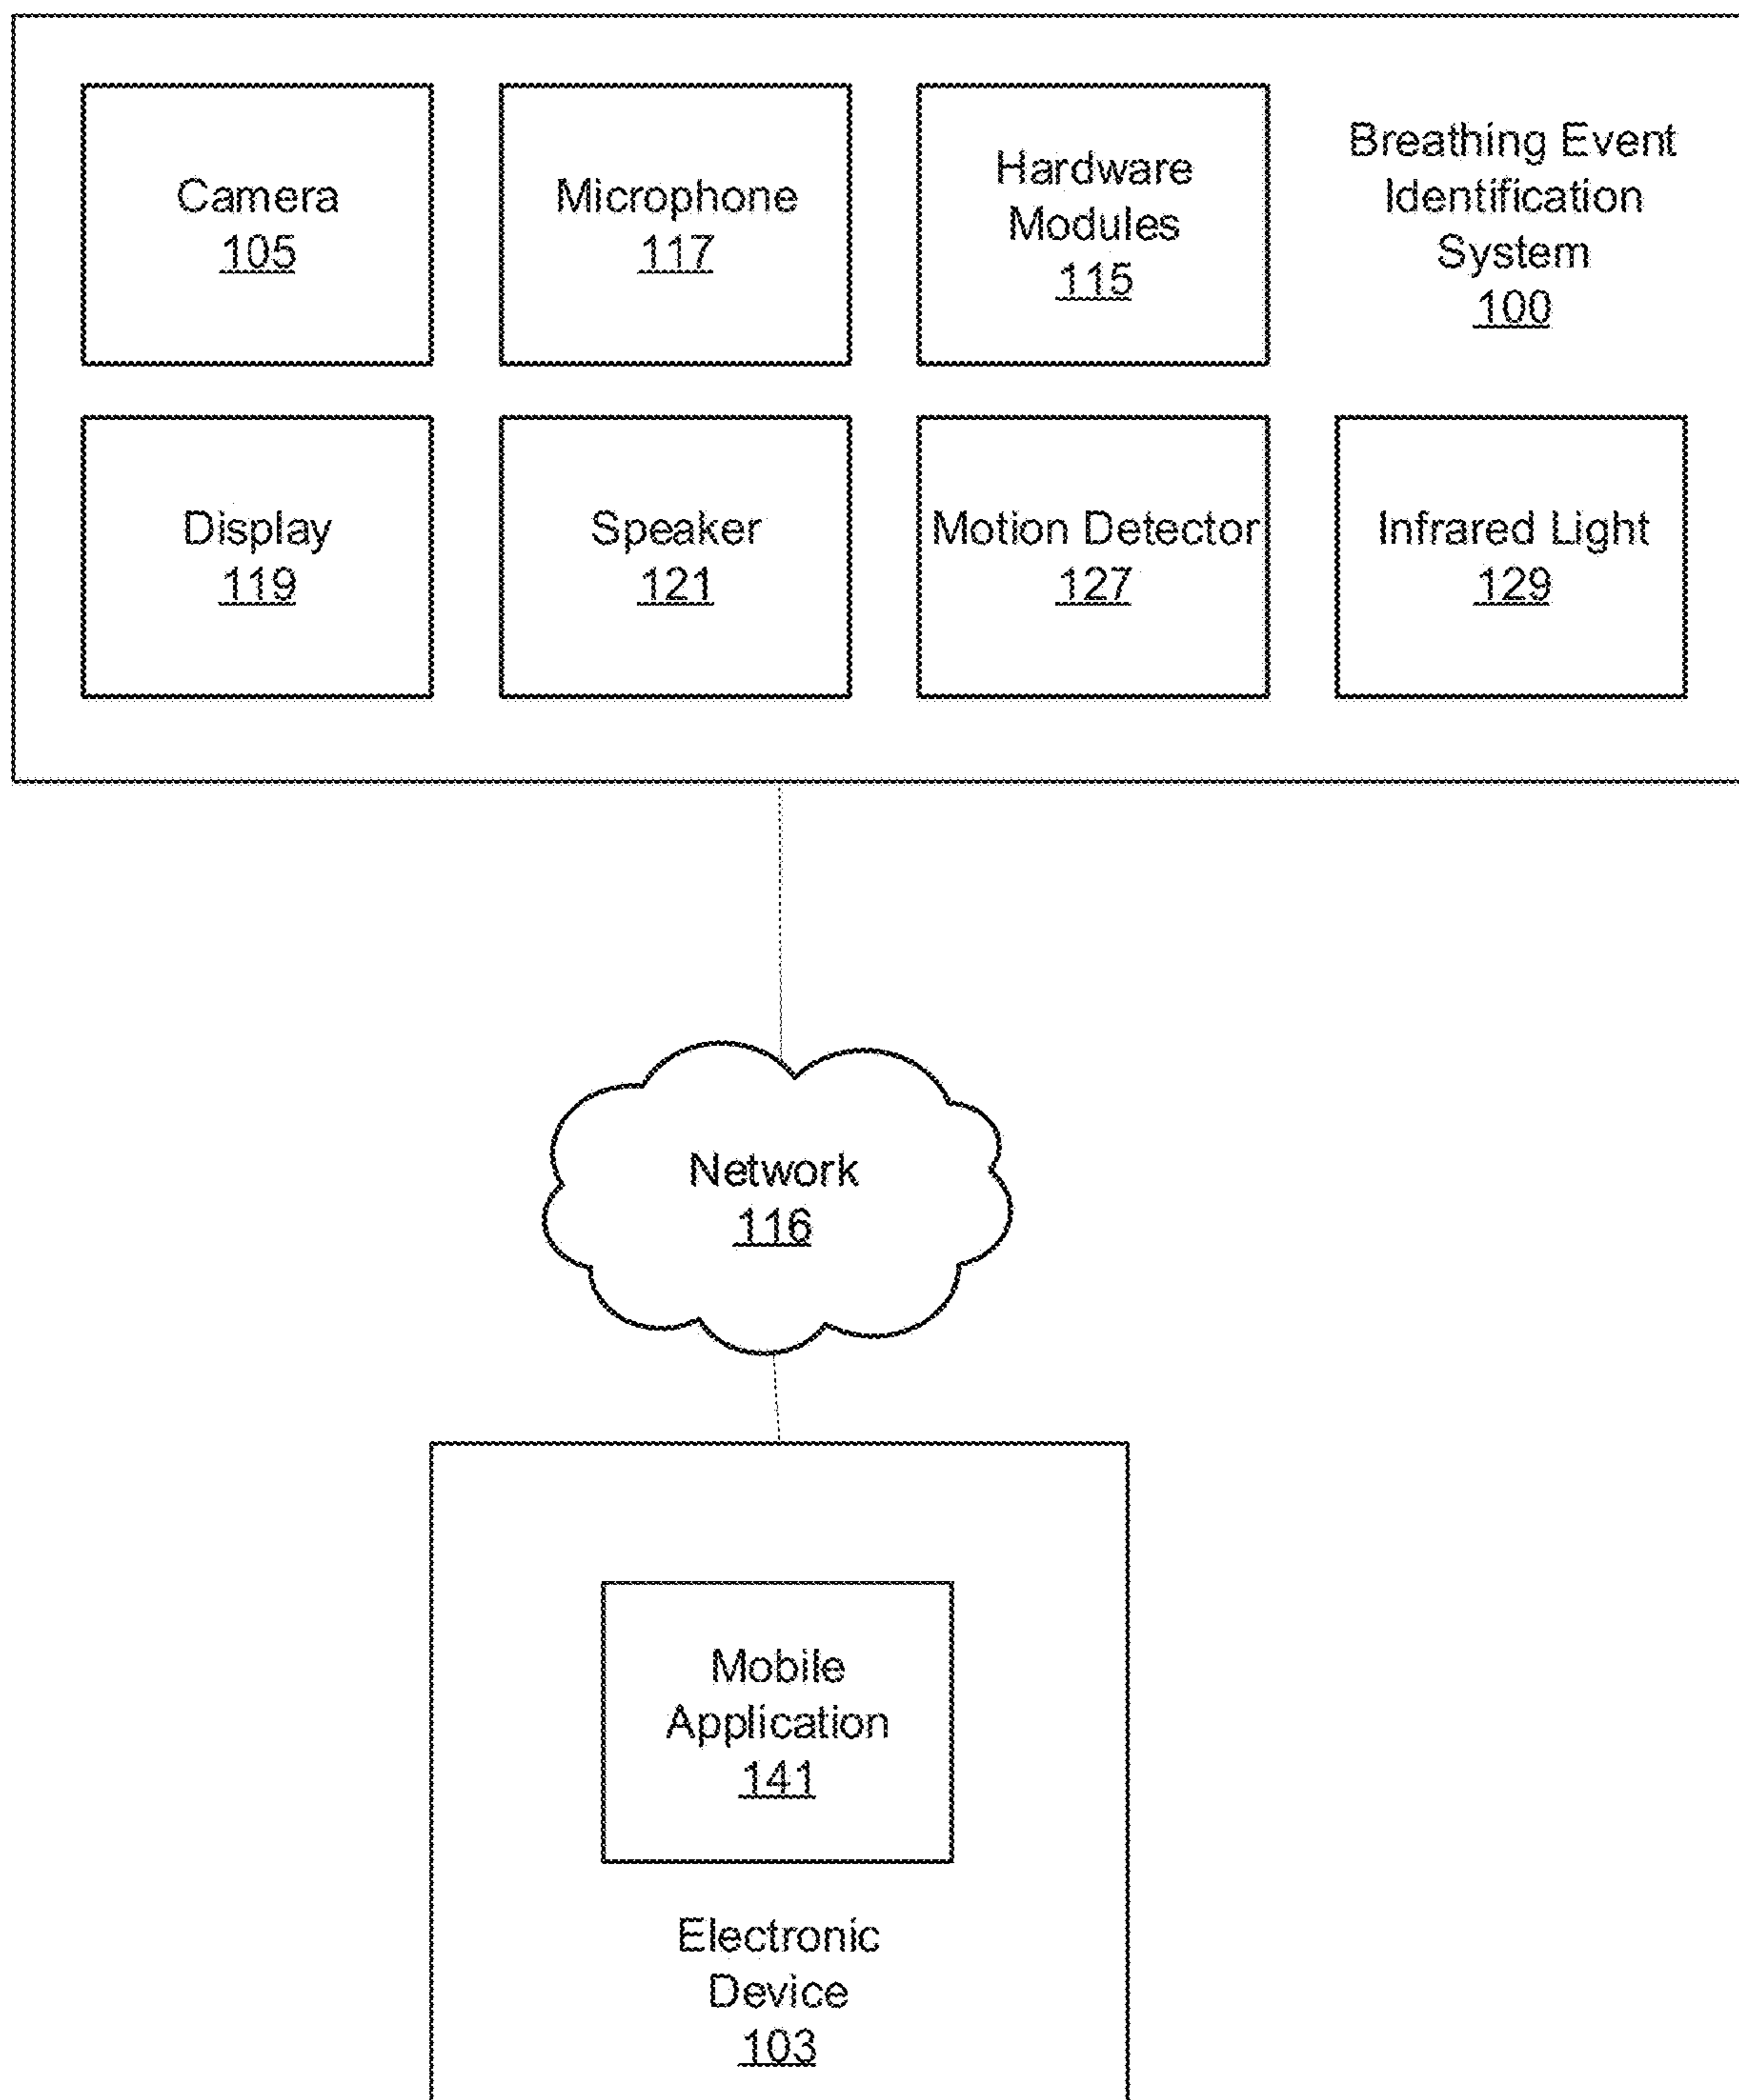 Camera
105
Microphone
117
Hardware
Modules
115
Breathing Event
Identification
System
100
Display
119
Speaker
121
Motion Detector
127
Infrared Light
129
Network
116
Mobile
Application
141
Electronic
Device
103